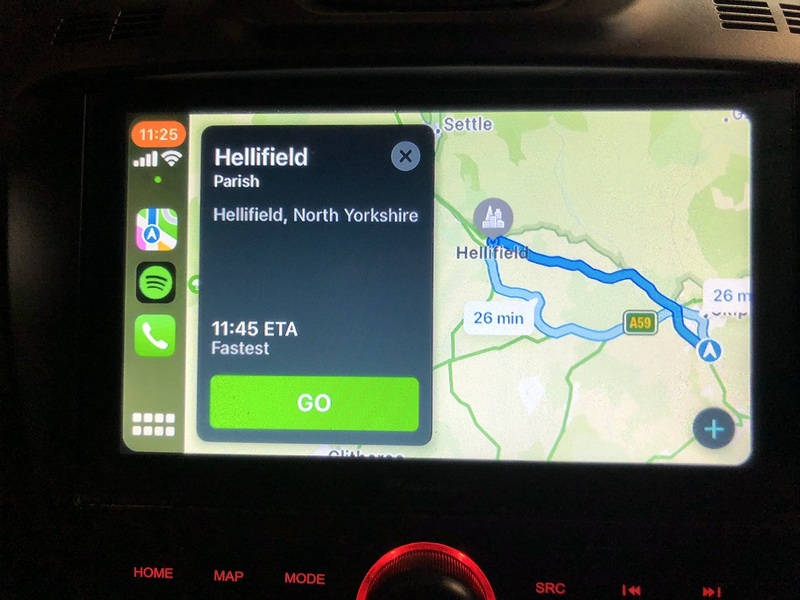 11:25
Hellifield
Parish
Hellifield, North Yorkshire
11:45 ETA
Fastest
GO
Settle
Hellifield
26 min
A59
26 m
HOME
MAP
MODE
SRC